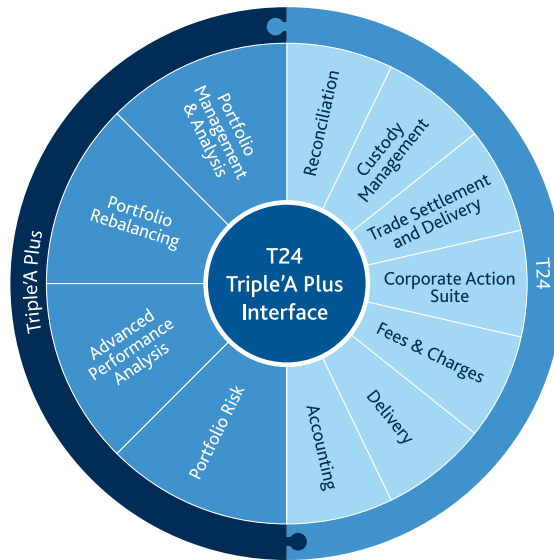 Triple'A Plus
Portfolio
Management
& Analysis
Portfolio
Rebalancing
Advanced
Performance
Analysis
Portfolio Risk
T24
Triple'A Plus
Interface
Reconciliation
Custody
Management
Trade Settlement
and Delivery
Corporate Action
Suite
Fees & Charges
Delivery
Accounting
T24